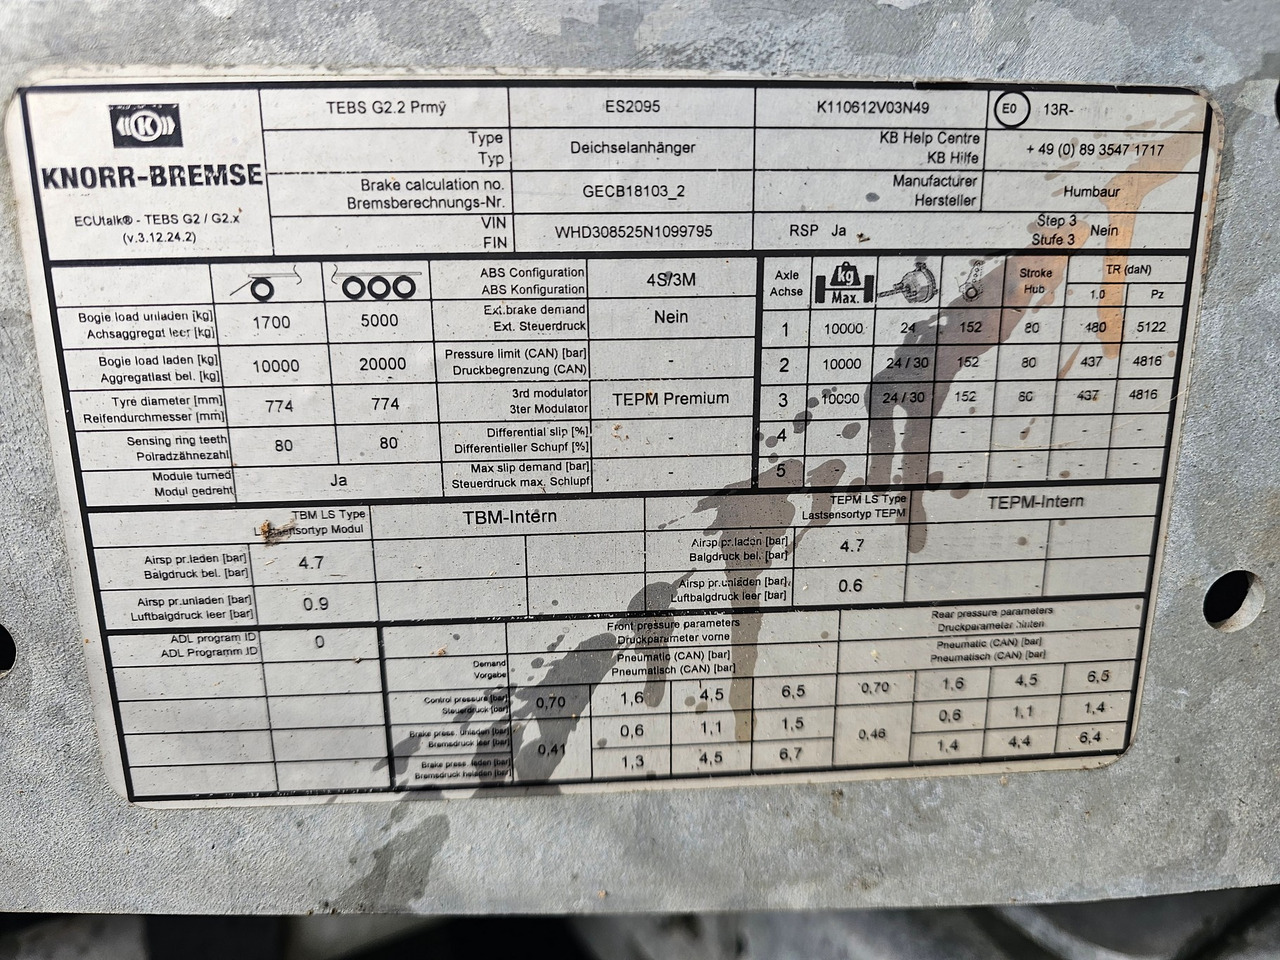 KNORR-BREMSE
ECUtalk® - TEBS G2 / G2.x
(v.3.12.24.2)
TEBS G2.2 Prmŷ
ES2095
K110612V03N49
E0 13R-
Type
Typ
Deichselanhänger
KB Help Centre
KB Hilfe
+ 49 (0) 89 3547 1717
Brake calculation no.
Bremsberechnungs-Nr.
GECB18103_2
Manufacturer
Hersteller
Humbaur
VIN
FIN
WHD308525N1099795
RSP Ja
Step 3
Stufe 3
Nein
ABS Configuration
ABS Konfiguration
4S/3M
Bogie load unladen [kg]
Achsaggregat leer [kg]
1700 5000
Ext.brake demand
Ext. Steuerdruck
Nein
Bogie load laden [kg]
Aggregatlast bel. [kg]
10000 20000
Pressure limit (CAN) [bar]
Druckbegrenzung (CAN)
-
Tyre diameter [mm]
Reifendurchmesser [mm]
774 774
3rd modulator
3ter Modulator
TEPM Premium
Sensing ring teeth
Polradzähnezahl
80 80
Differential slip [%]
Differentieller Schupf [%]
-
Module turned
Modul gedreht
Ja
Max slip demand [bar]
Steuerdruck max. Schlupf
-
Axle
Achse
kg
Max.
Stroke
Hub
TR (daN)
1.0 Pz
1 10000 24 152 80 480 5122
2 10000 24 / 30 152 80 437 4816
3 10000 24 / 30 152 80 437 4816
4 - - - - - -
5 - - - - - -
TBM LS Type
Lastsensortyp Modul
TBM-Intern
TEPM LS Type
Lastsensortyp TEPM
TEPM-Intern
Airsp pr.laden [bar]
Balgdruck bel. [bar]
4.7
Airsp pr.laden [bar]
Balgdruck bel. [bar]
4.7
Airsp pr.unladen [bar]
Luftbalgdruck leer [bar]
0.9
Airsp pr.unladen [bar]
Luftbalgdruck leer [bar]
0.6
ADL program ID
ADL Programm ID
0
Front pressure parameters
Druckparameter vorne
Rear pressure parameters
Druckparameter hinten
Demand
Vorgabe
Pneumatic (CAN) [bar]
Pneumatisch (CAN) [bar]
Pneumatic (CAN) [bar]
Pneumatisch (CAN) [bar]
Control pressure [bar]
Steuerdruck [bar]
0,70 1,6 4,5 6,5 0,70 1,6 4,5 6,5
Brake press. unladen [bar]
Bremsdruck leer [bar]
0,41 0,6 1,1 1,5 0,46 0,6 1,1 1,4
Brake press. laden [bar]
Bremsdruck beladen [bar]
1,3 4,5 6,7 1,4 4,4 6,4